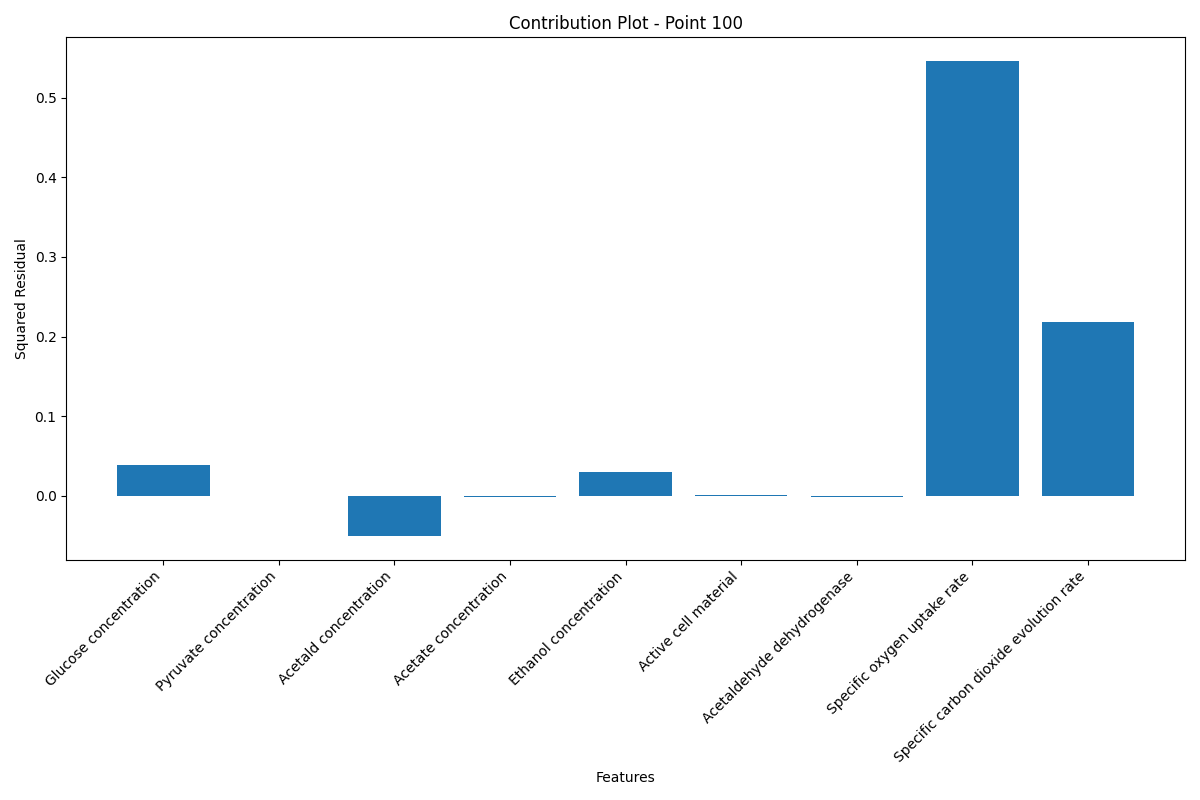 Contribution Plot - Point 100
Squared Residual
0.5
0.4
0.3
0.2
0.1
0.0
Glucose concentration
Pyruvate concentration
Acetald concentration
Acetate concentration
Ethanol concentration
Active cell material
Acetaldehyde dehydrogenase
Specific oxygen uptake rate
Specific carbon dioxide evolution rate
Features